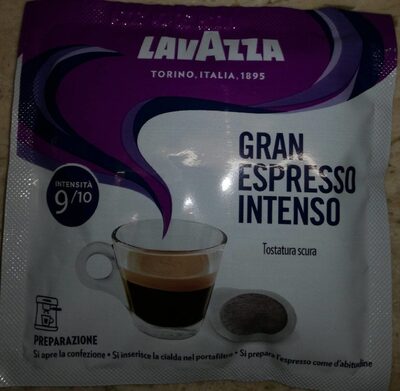 LAVAZZA
TORINO, ITALIA, 1895
GRAN
ESPRESSO
INTENSO
INTENSITÀ
9/10
Tostatura scura
PREPARAZIONE
Si apre la confezione • Si inserisce la cialda nel portafiltro • Si prepara l'espresso come d'abitudine